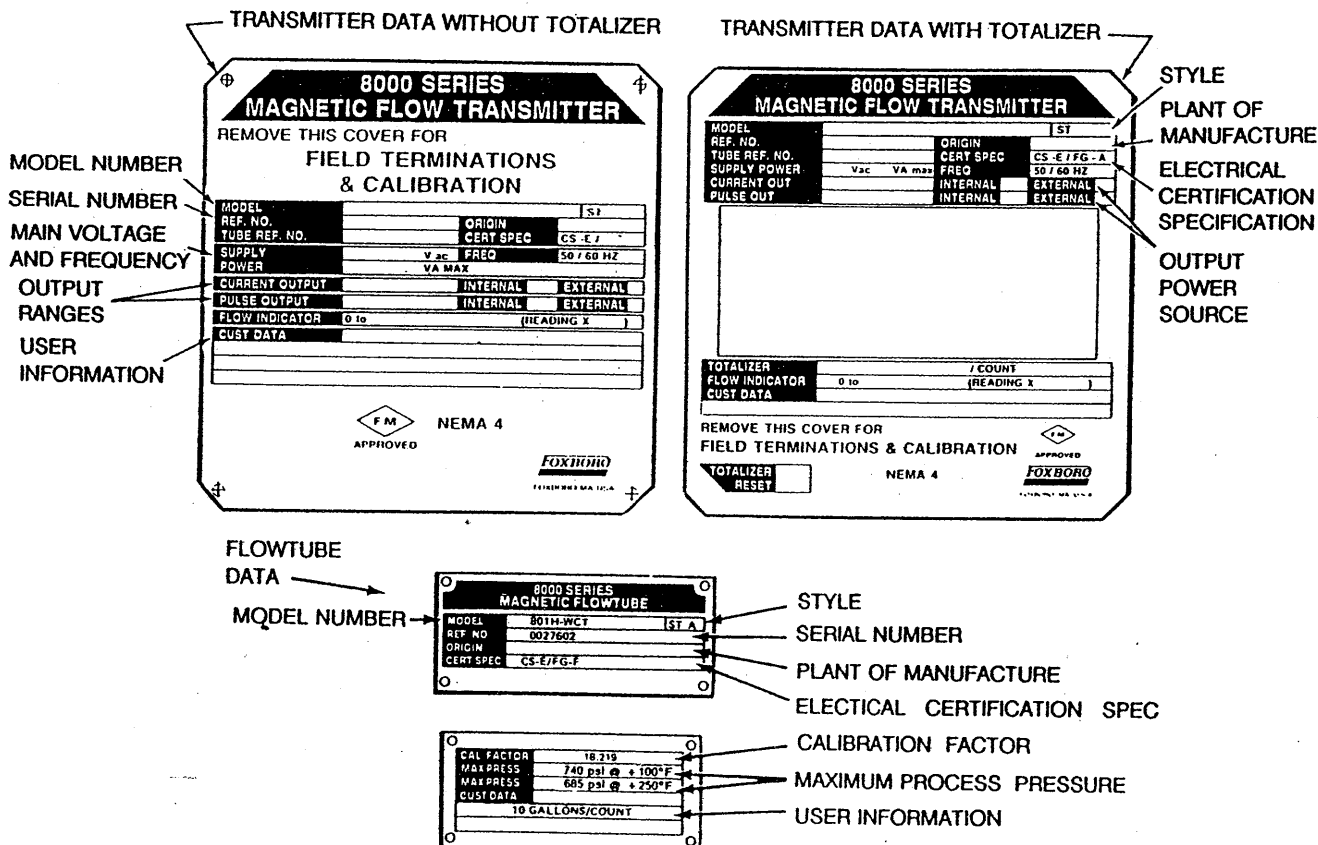 TRANSMITTER DATA WITHOUT TOTALIZER
8000 SERIES
MAGNETIC FLOW TRANSMITTER
REMOVE THIS COVER FOR
FIELD TERMINATIONS
& CALIBRATION
MODEL NUMBER
SERIAL NUMBER
MAIN VOLTAGE
AND FREQUENCY
OUTPUT
RANGES
USER
INFORMATION
MODEL ST
REF. NO. ORIGIN
TUBE REF. NO. CERT SPEC CS-E /
SUPPLY V ac FREQ 50 / 60 HZ
POWER VA MAX
CURRENT OUTPUT INTERNAL EXTERNAL
PULSE OUTPUT INTERNAL EXTERNAL
FLOW INDICATOR 0 to (READING X )
CUST DATA
FM
APPROVED
NEMA 4
FOXBORO
FOXBORO MA USA
TRANSMITTER DATA WITH TOTALIZER
8000 SERIES
MAGNETIC FLOW TRANSMITTER
MODEL ST
REF. NO. ORIGIN
TUBE REF. NO. CERT SPEC CS-E / FG - A
SUPPLY POWER Vac VA max FREQ 50 / 60 HZ
CURRENT OUT INTERNAL EXTERNAL
PULSE OUT INTERNAL EXTERNAL
STYLE
PLANT OF
MANUFACTURE
ELECTRICAL
CERTIFICATION
SPECIFICATION
OUTPUT
POWER
SOURCE
TOTALIZER / COUNT
FLOW INDICATOR 0 to (READING X )
CUST DATA
REMOVE THIS COVER FOR
FIELD TERMINATIONS & CALIBRATION
FM
APPROVED
TOTALIZER
RESET
NEMA 4
FOXBORO
FOXBORO MA USA
FLOWTUBE
DATA
MODEL NUMBER
8000 SERIES
MAGNETIC FLOWTUBE
MODEL 801H-WCT ST A
REF NO 0027602
ORIGIN
CERT SPEC CS-E/FG-F
STYLE
SERIAL NUMBER
PLANT OF MANUFACTURE
ELECTICAL CERTIFICATION SPEC
CAL FACTOR 18.219
MAX PRESS 740 psi @ + 100°F
MAX PRESS 685 psi @ + 250°F
CUST DATA
10 GALLONS/COUNT
CALIBRATION FACTOR
MAXIMUM PROCESS PRESSURE
USER INFORMATION